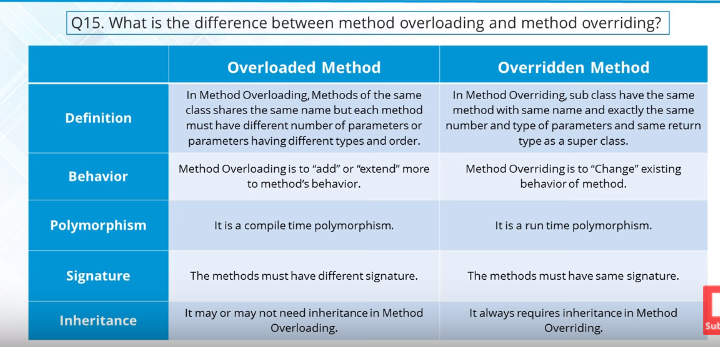 Q15. What is the difference between method overloading and method overriding?
Overloaded Method
Overridden Method
Definition
In Method Overloading, Methods of the same
class shares the same name but each method
must have different number of parameters or
parameters having different types and order.
In Method Overriding, sub class have the same
method with same name and exactly the same
number and type of parameters and same return
type as a super class.
Behavior
Method Overloading is to “add” or “extend” more
to method’s behavior.
Method Overriding is to “Change” existing
behavior of method.
Polymorphism
It is a compile time polymorphism.
It is a run time polymorphism.
Signature
The methods must have different signature.
The methods must have same signature.
Inheritance
It may or may not need inheritance in Method
Overloading.
It always requires inheritance in Method
Overriding.
Sub